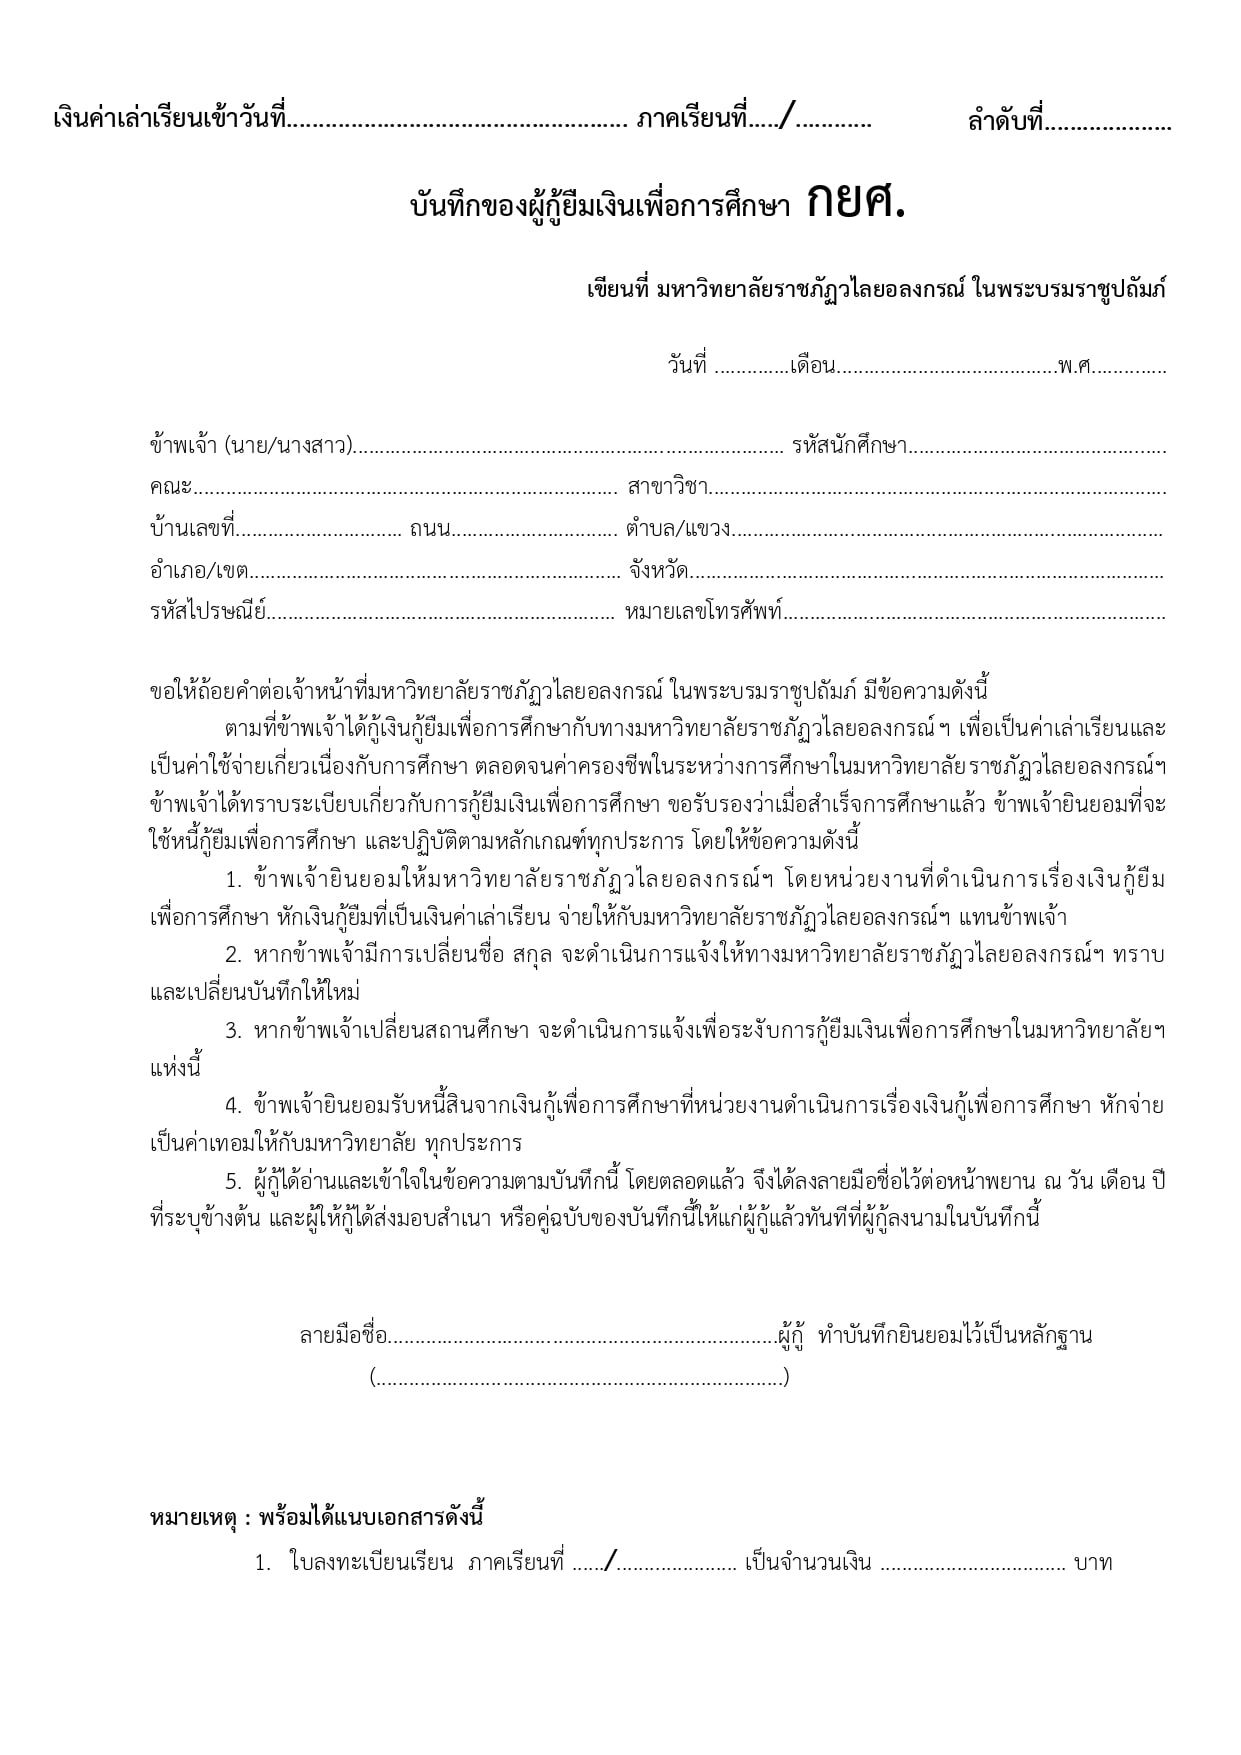 เงินค่าเล่าเรียนเข้าวันที่..................................................... ภาคเรียนที่...../............ ลำดับที่....................
บันทึกของผู้กู้ยืมเงินเพื่อการศึกษา กยศ.
เขียนที่ มหาวิทยาลัยราชภัฏวไลยอลงกรณ์ ในพระบรมราชูปถัมภ์
วันที่ ..............เดือน.........................................พ.ศ..............
ข้าพเจ้า (นาย/นางสาว)................................................................................ รหัสนักศึกษา................................................
คณะ............................................................................... สาขาวิชา.....................................................................................
บ้านเลขที่............................... ถนน............................... ตำบล/แขวง................................................................................
อำเภอ/เขต..................................................................... จังหวัด........................................................................................
รหัสไปรษณีย์................................................................. หมายเลขโทรศัพท์.......................................................................
ขอให้ถ้อยคำต่อเจ้าหน้าที่มหาวิทยาลัยราชภัฏวไลยอลงกรณ์ ในพระบรมราชูปถัมภ์ มีข้อความดังนี้
ตามที่ข้าพเจ้าได้กู้เงินกู้ยืมเพื่อการศึกษากับทางมหาวิทยาลัยราชภัฏวไลยอลงกรณ์ ฯ เพื่อเป็นค่าเล่าเรียนและ
เป็นค่าใช้จ่ายเกี่ยวเนื่องกับการศึกษา ตลอดจนค่าครองชีพในระหว่างการศึกษาในมหาวิทยาลัยราชภัฏวไลยอลงกรณ์ฯ
ข้าพเจ้าได้ทราบระเบียบเกี่ยวกับการกู้ยืมเงินเพื่อการศึกษา ขอรับรองว่าเมื่อสำเร็จการศึกษาแล้ว ข้าพเจ้ายินยอมที่จะ
ใช้หนี้กู้ยืมเพื่อการศึกษา และปฏิบัติตามหลักเกณฑ์ทุกประการ โดยให้ข้อความดังนี้
1. ข้าพเจ้ายินยอมให้มหาวิทยาลัยราชภัฏวไลยอลงกรณ์ฯ โดยหน่วยงานที่ดำเนินการเรื่องเงินกู้ยืม
เพื่อการศึกษา หักเงินกู้ยืมที่เป็นเงินค่าเล่าเรียน จ่ายให้กับมหาวิทยาลัยราชภัฏวไลยอลงกรณ์ฯ แทนข้าพเจ้า
2. หากข้าพเจ้ามีการเปลี่ยนชื่อ สกุล จะดำเนินการแจ้งให้ทางมหาวิทยาลัยราชภัฏวไลยอลงกรณ์ฯ ทราบ
และเปลี่ยนบันทึกให้ใหม่
3. หากข้าพเจ้าเปลี่ยนสถานศึกษา จะดำเนินการแจ้งเพื่อระงับการกู้ยืมเงินเพื่อการศึกษาในมหาวิทยาลัยฯ
แห่งนี้
4. ข้าพเจ้ายินยอมรับหนี้สินจากเงินกู้เพื่อการศึกษาที่หน่วยงานดำเนินการเรื่องเงินกู้เพื่อการศึกษา หักจ่าย
เป็นค่าเทอมให้กับมหาวิทยาลัย ทุกประการ
5. ผู้กู้ได้อ่านและเข้าใจในข้อความตามบันทึกนี้ โดยตลอดแล้ว จึงได้ลงลายมือชื่อไว้ต่อหน้าพยาน ณ วัน เดือน ปี
ที่ระบุข้างต้น และผู้ให้กู้ได้ส่งมอบสำเนา หรือคู่ฉบับของบันทึกนี้ให้แก่ผู้กู้แล้วทันทีที่ผู้กู้ลงนามในบันทึกนี้
ลายมือชื่อ........................................................................ผู้กู้ ทำบันทึกยินยอมไว้เป็นหลักฐาน
(...........................................................................)
หมายเหตุ : พร้อมได้แนบเอกสารดังนี้
1. ใบลงทะเบียนเรียน ภาคเรียนที่ ....../...................... เป็นจำนวนเงิน .................................. บาท